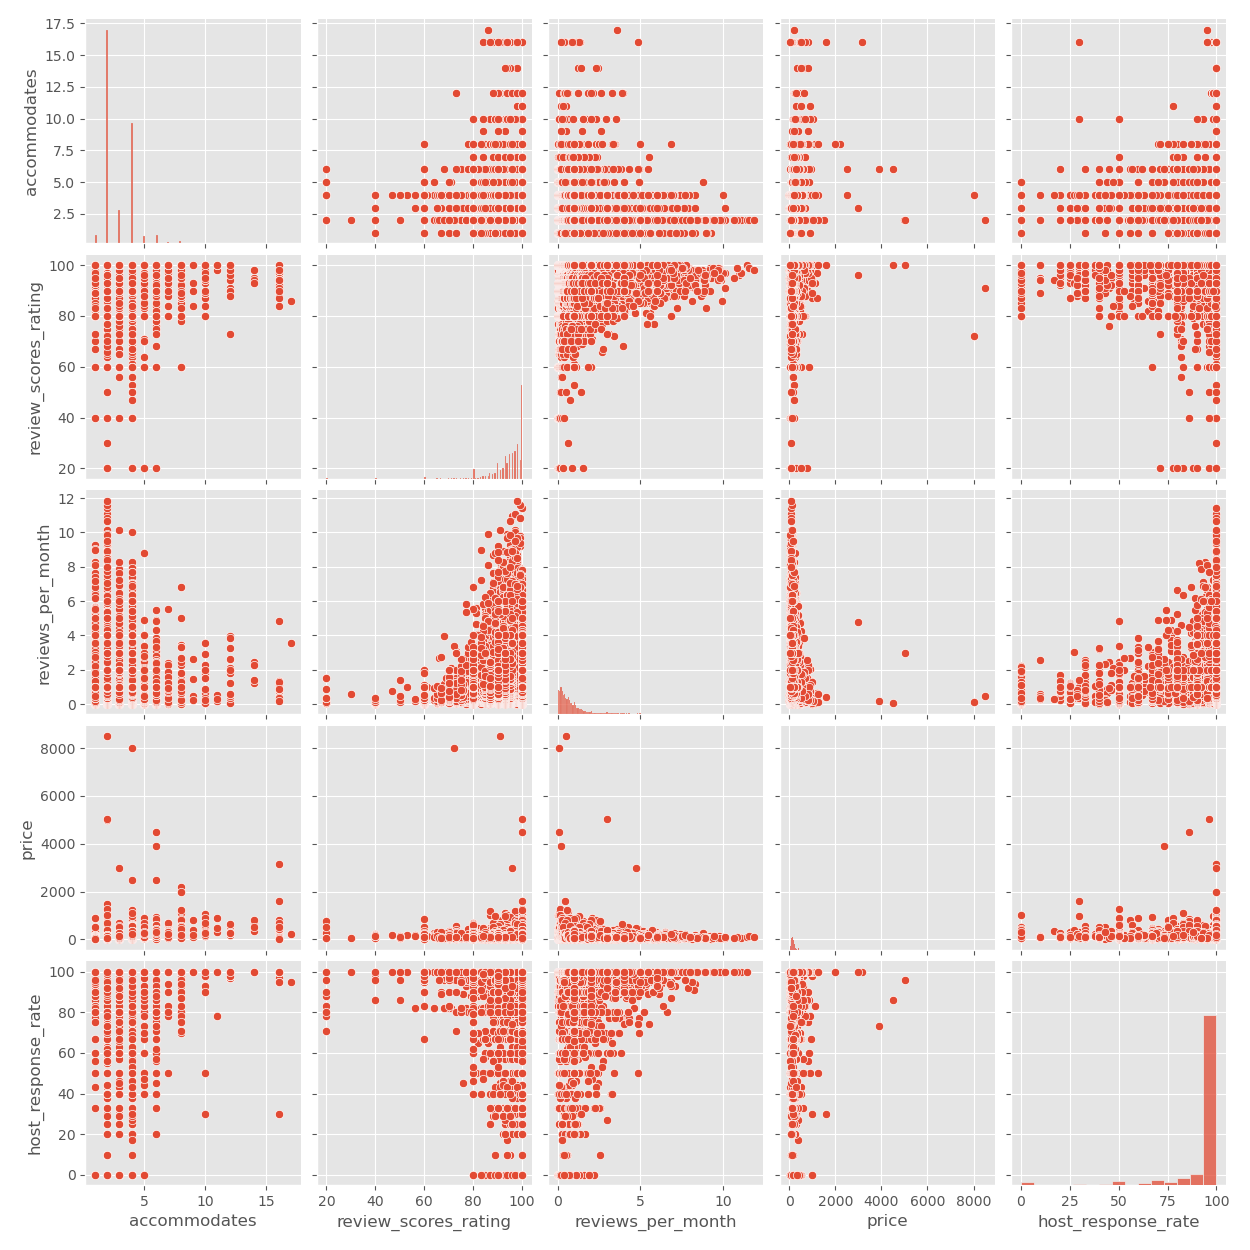 17.5
15.0
12.5
10.0
7.5
5.0
2.5
accommodates
100
80
60
40
20
review_scores_rating
12
10
8
6
4
2
0
reviews_per_month
8000
6000
4000
2000
0
price
100
80
60
40
20
0
host_response_rate
5 10 15
accommodates
20 40 60 80 100
review_scores_rating
0 5 10
reviews_per_month
0 2000 4000 6000 8000
price
0 25 50 75 100
host_response_rate